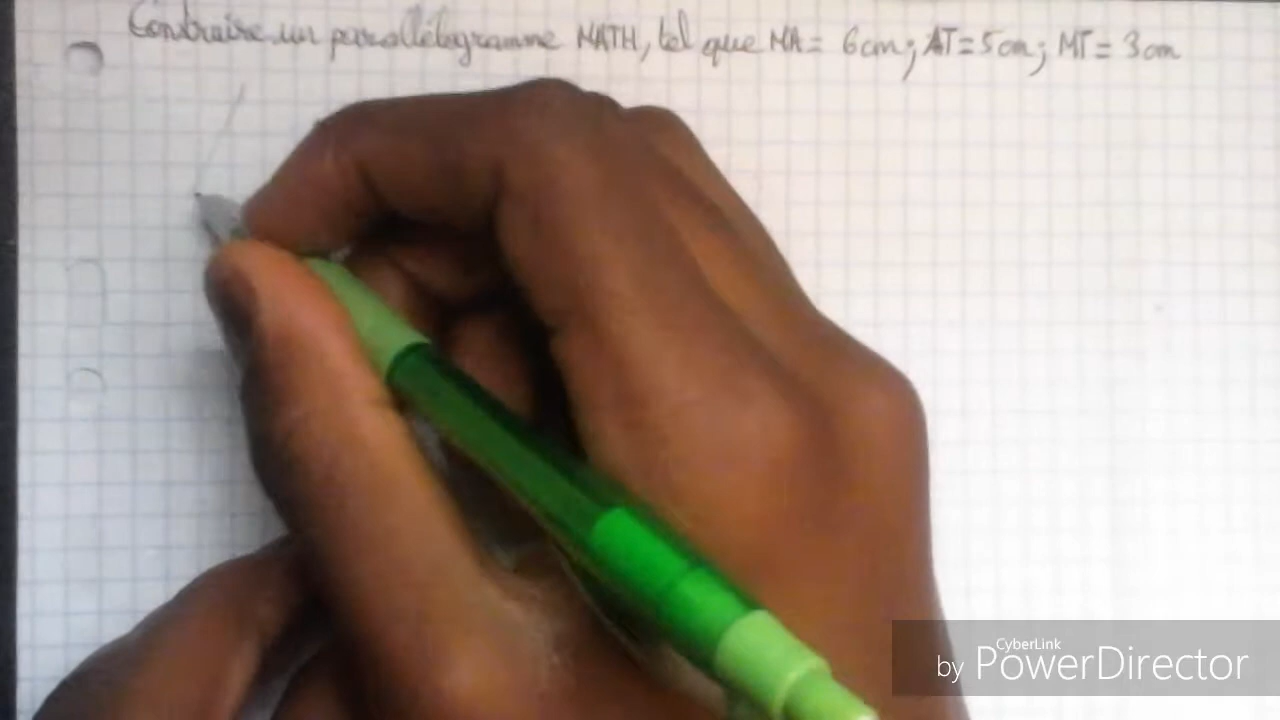 Construire un parallélogramme MATH, tel que MA = 6cm; AT = 5cm; MT = 3cm
CyberLink
by PowerDirector